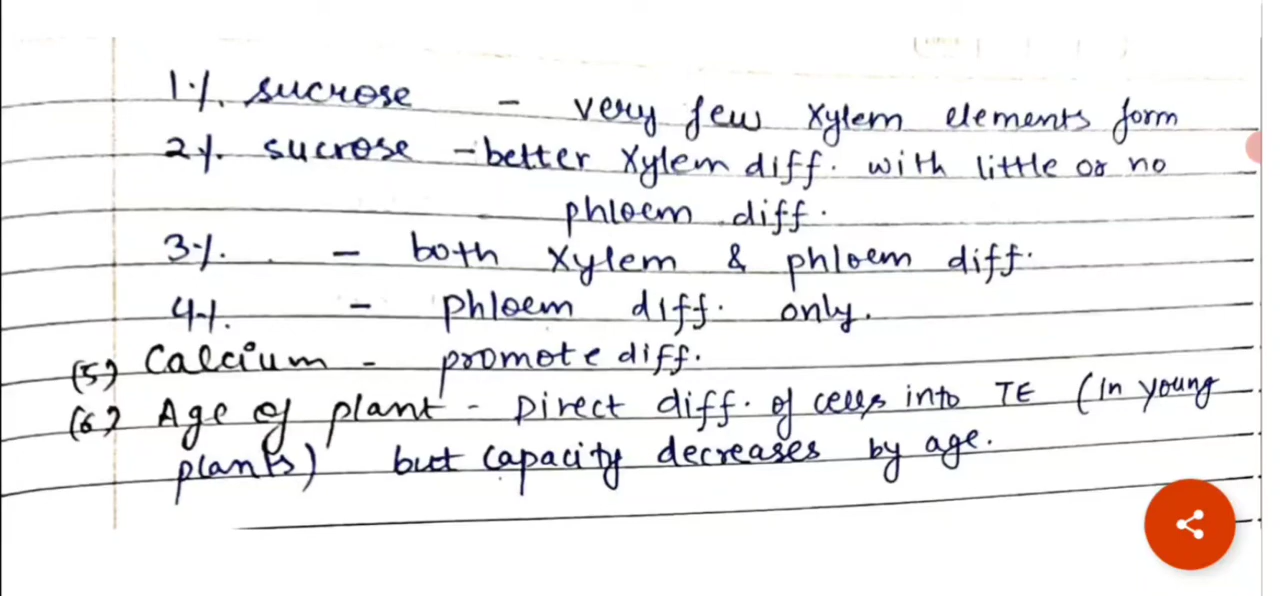 1% sucrose - very few Xylem elements form
2% sucrose - better Xylem diff. with little or no
phloem diff.
3% - both Xylem & phloem diff.
4% - phloem diff. only.
(5) Calcium - promote diff.
(6) Age of plant - Direct diff. of cells into TE (In young
plants) but capacity decreases by age.